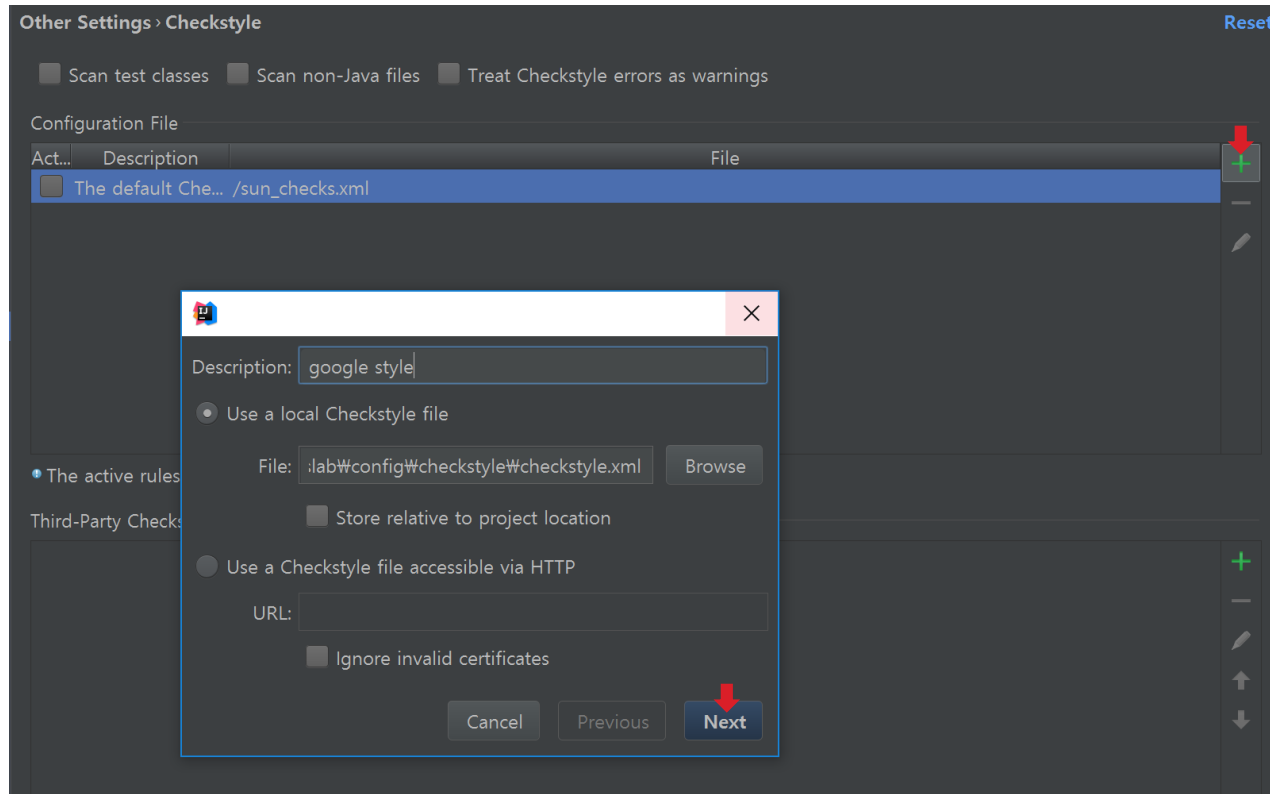 Other Settings › Checkstyle Reset
Scan test classes Scan non-Java files Treat Checkstyle errors as warnings
Configuration File
Act... Description File
The default Che... /sun_checks.xml
Description: google style
Use a local Checkstyle file
File: lab₩config₩checkstyle₩checkstyle.xml Browse
The active rules
Store relative to project location
Third-Party Checks
Use a Checkstyle file accessible via HTTP
URL:
Ignore invalid certificates
Cancel Previous Next